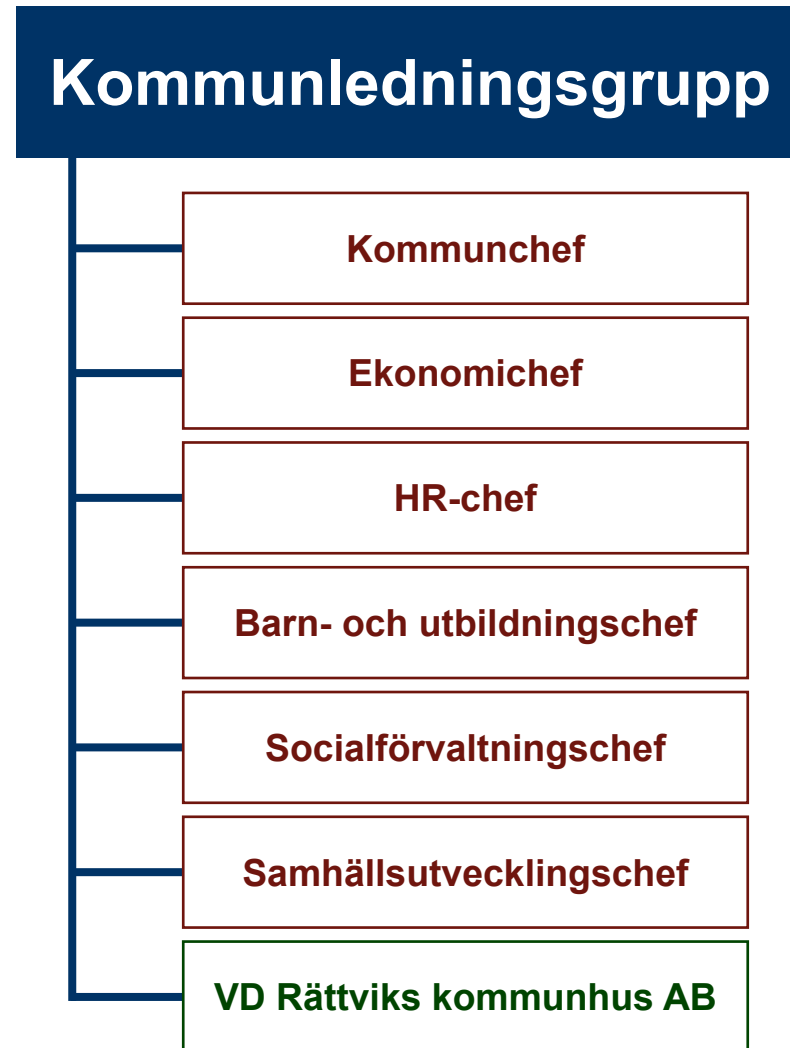 Kommunledningsgrupp
Kommunchef
Ekonomichef
HR-chef
Barn- och utbildningschef
Socialförvaltningschef
Samhällsutvecklingschef
VD Rättviks kommunhus AB